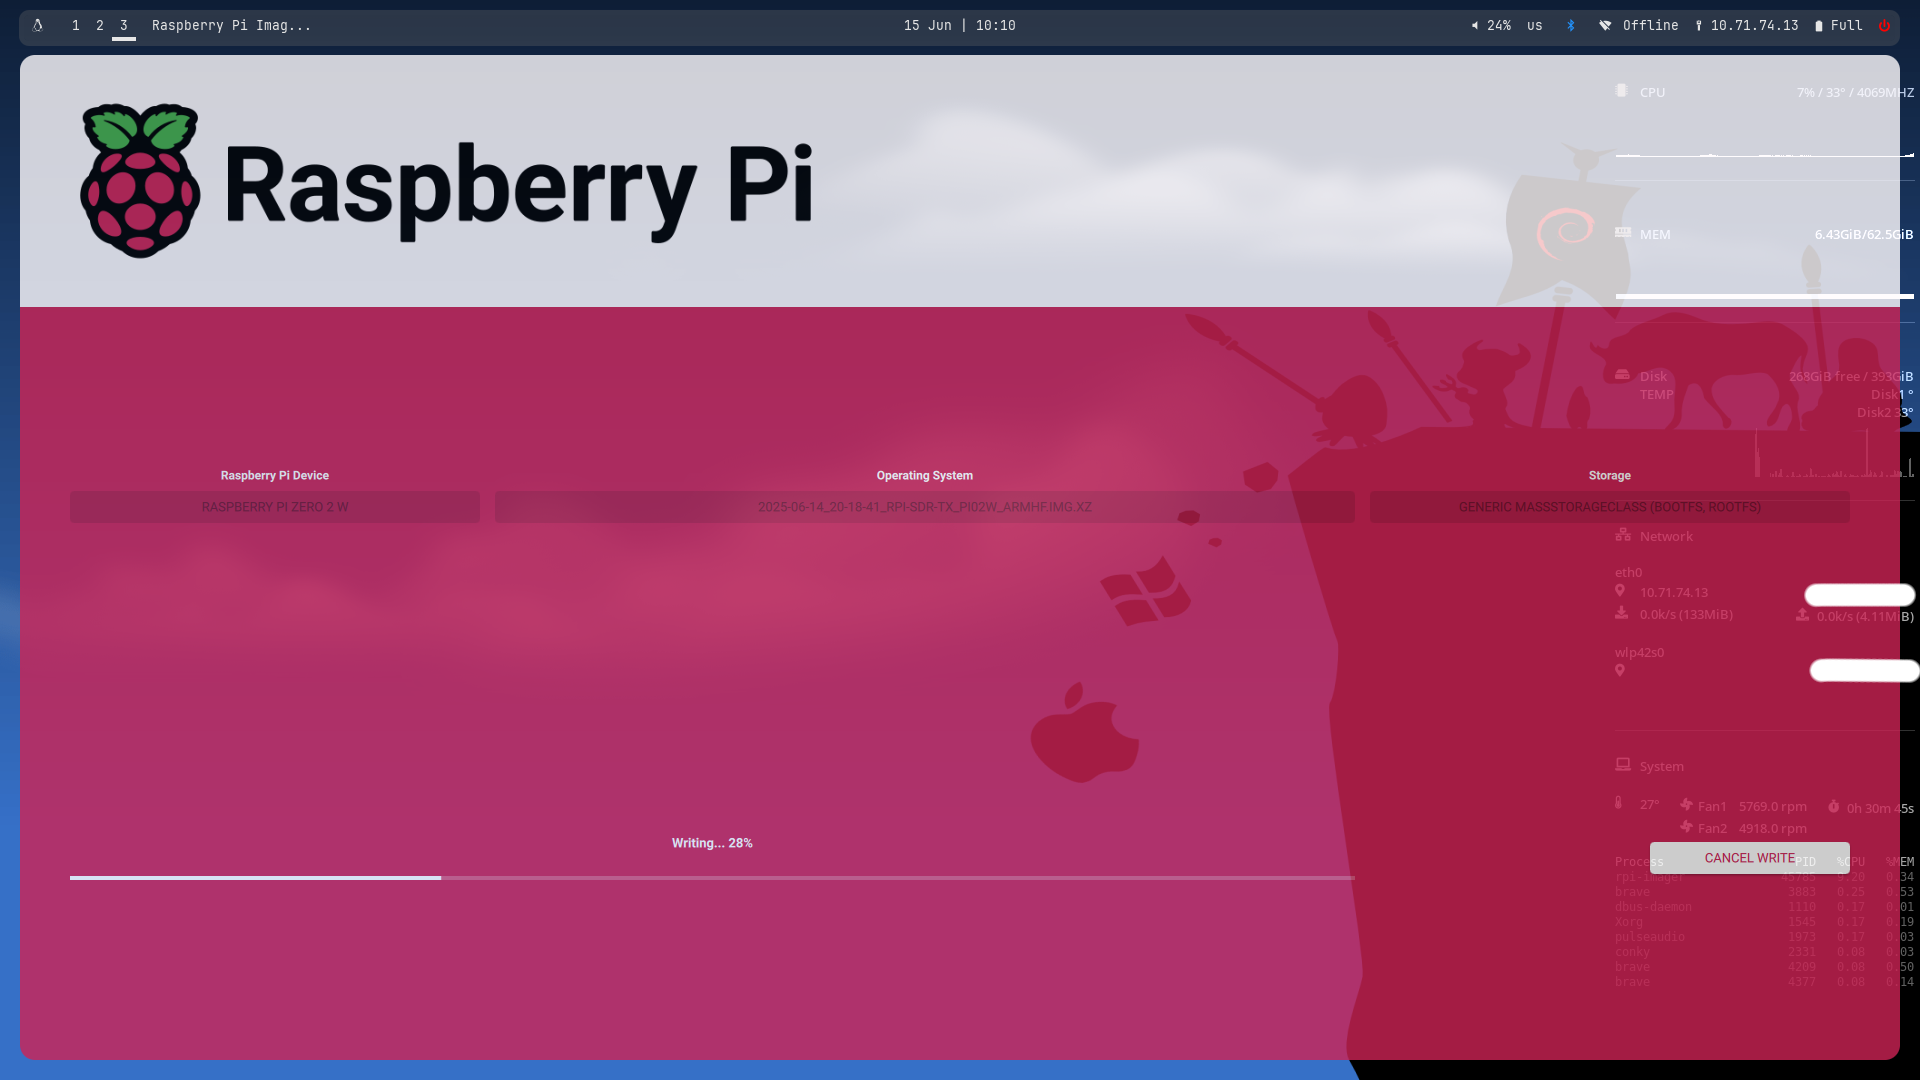 1 2 3 Raspberry Pi Imag... 15 Jun | 10:10 24% us Offline 10.71.74.13 Full
Raspberry Pi
CPU 7% / 33° / 4069MHZ
MEM 6.43GiB/62.5GiB
Disk 268GiB free / 393GiB
TEMP Disk1 °
Disk2 33°
Raspberry Pi Device Operating System Storage
RASPBERRY PI ZERO 2 W 2025-06-14_20-18-41_RPI-SDR-TX_PI02W_ARMHF.IMG.XZ GENERIC MASSSTORAGECLASS (BOOTFS, ROOTFS)
Network
eth0
10.71.74.13
0.0k/s (133MiB) 0.0k/s (4.11MiB)
wlp42s0
System
27° Fan1 5769.0 rpm 0h 30m 45s
Fan2 4918.0 rpm
Writing... 28%
CANCEL WRITE
Process PID %CPU %MEM
rpi-imager 45785 9.20 0.34
brave 3883 0.25 0.53
dbus-daemon 1110 0.17 0.01
Xorg 1545 0.17 0.19
pulseaudio 1973 0.17 0.03
conky 2331 0.08 0.03
brave 4209 0.08 0.50
brave 4377 0.08 0.14